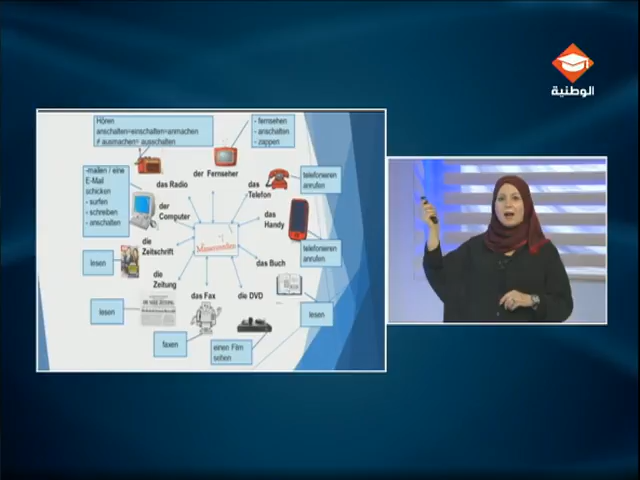 الوطنية
Hören
anschalten=einschalten=anmachen
# ausmachen= ausschalten
- fernsehen
- anschalten
- zappen
der Fernseher
-mailen / eine
E-Mail
schicken
- surfen
- schreiben
- anschalten
das Radio
das
Telefon
telefonieren
anrufen
der
Computer
das
Handy
telefonieren
anrufen
die
Zeitschrift
lesen
das Buch
lesen
die
Zeitung
lesen
das Fax
faxen
die DVD
einen Film
sehen